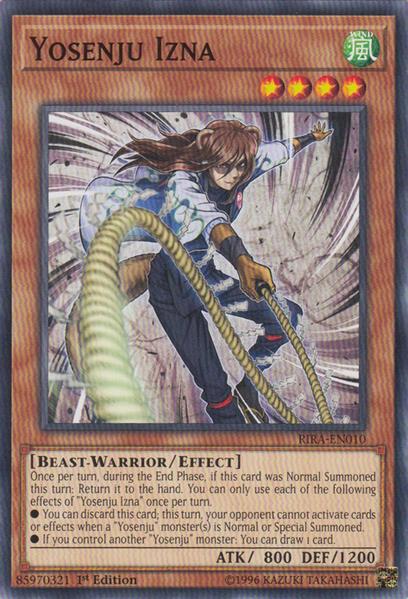 Yosenju Izna
WIND
風
RIRA-EN010
[Beast-Warrior/Effect]
Once per turn, during the End Phase, if this card was Normal Summoned
this turn: Return it to the hand. You can only use each of the following
effects of "Yosenju Izna" once per turn.
● You can discard this card; this turn, your opponent cannot activate cards
or effects when a "Yosenju" monster(s) is Normal or Special Summoned.
● If you control another "Yosenju" monster: You can draw 1 card.
ATK/ 800 DEF/1200
85970321 1st Edition ©1996 KAZUKI TAKAHASHI